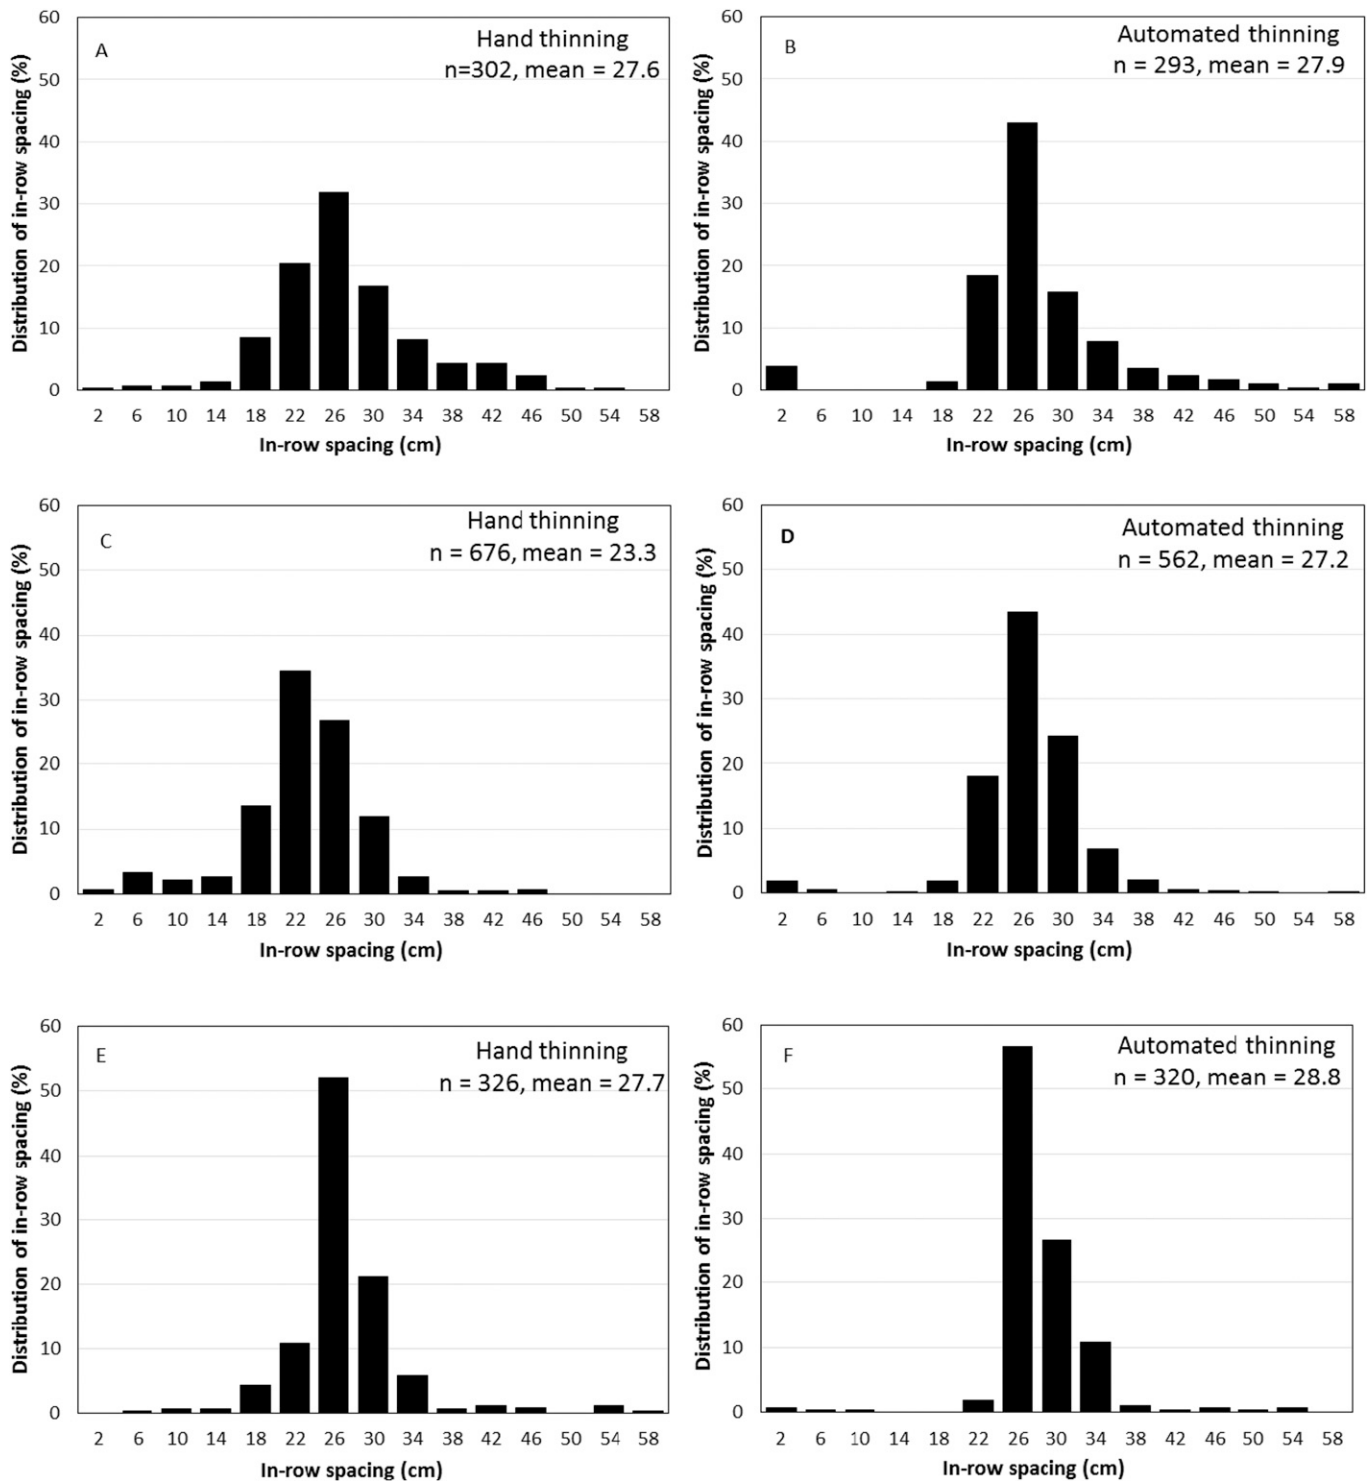 A
Hand thinning
n=302, mean = 27.6
Distribution of in-row spacing (%)
60
50
40
30
20
10
0
2 6 10 14 18 22 26 30 34 38 42 46 50 54 58
In-row spacing (cm)
B
Automated thinning
n = 293, mean = 27.9
Distribution of in-row spacing (%)
60
50
40
30
20
10
0
2 6 10 14 18 22 26 30 34 38 42 46 50 54 58
In-row spacing (cm)
C
Hand thinning
n = 676, mean = 23.3
Distribution of in-row spacing (%)
60
50
40
30
20
10
0
2 6 10 14 18 22 26 30 34 38 42 46 50 54 58
In-row spacing (cm)
D
Automated thinning
n = 562, mean = 27.2
Distribution of in-row spacing (%)
60
50
40
30
20
10
0
2 6 10 14 18 22 26 30 34 38 42 46 50 54 58
In-row spacing (cm)
E
Hand thinning
n = 326, mean = 27.7
Distribution of in-row spacing (%)
60
50
40
30
20
10
0
2 6 10 14 18 22 26 30 34 38 42 46 50 54 58
In-row spacing (cm)
F
Automated thinning
n = 320, mean = 28.8
Distribution of in-row spacing (%)
60
50
40
30
20
10
0
2 6 10 14 18 22 26 30 34 38 42 46 50 54 58
In-row spacing (cm)